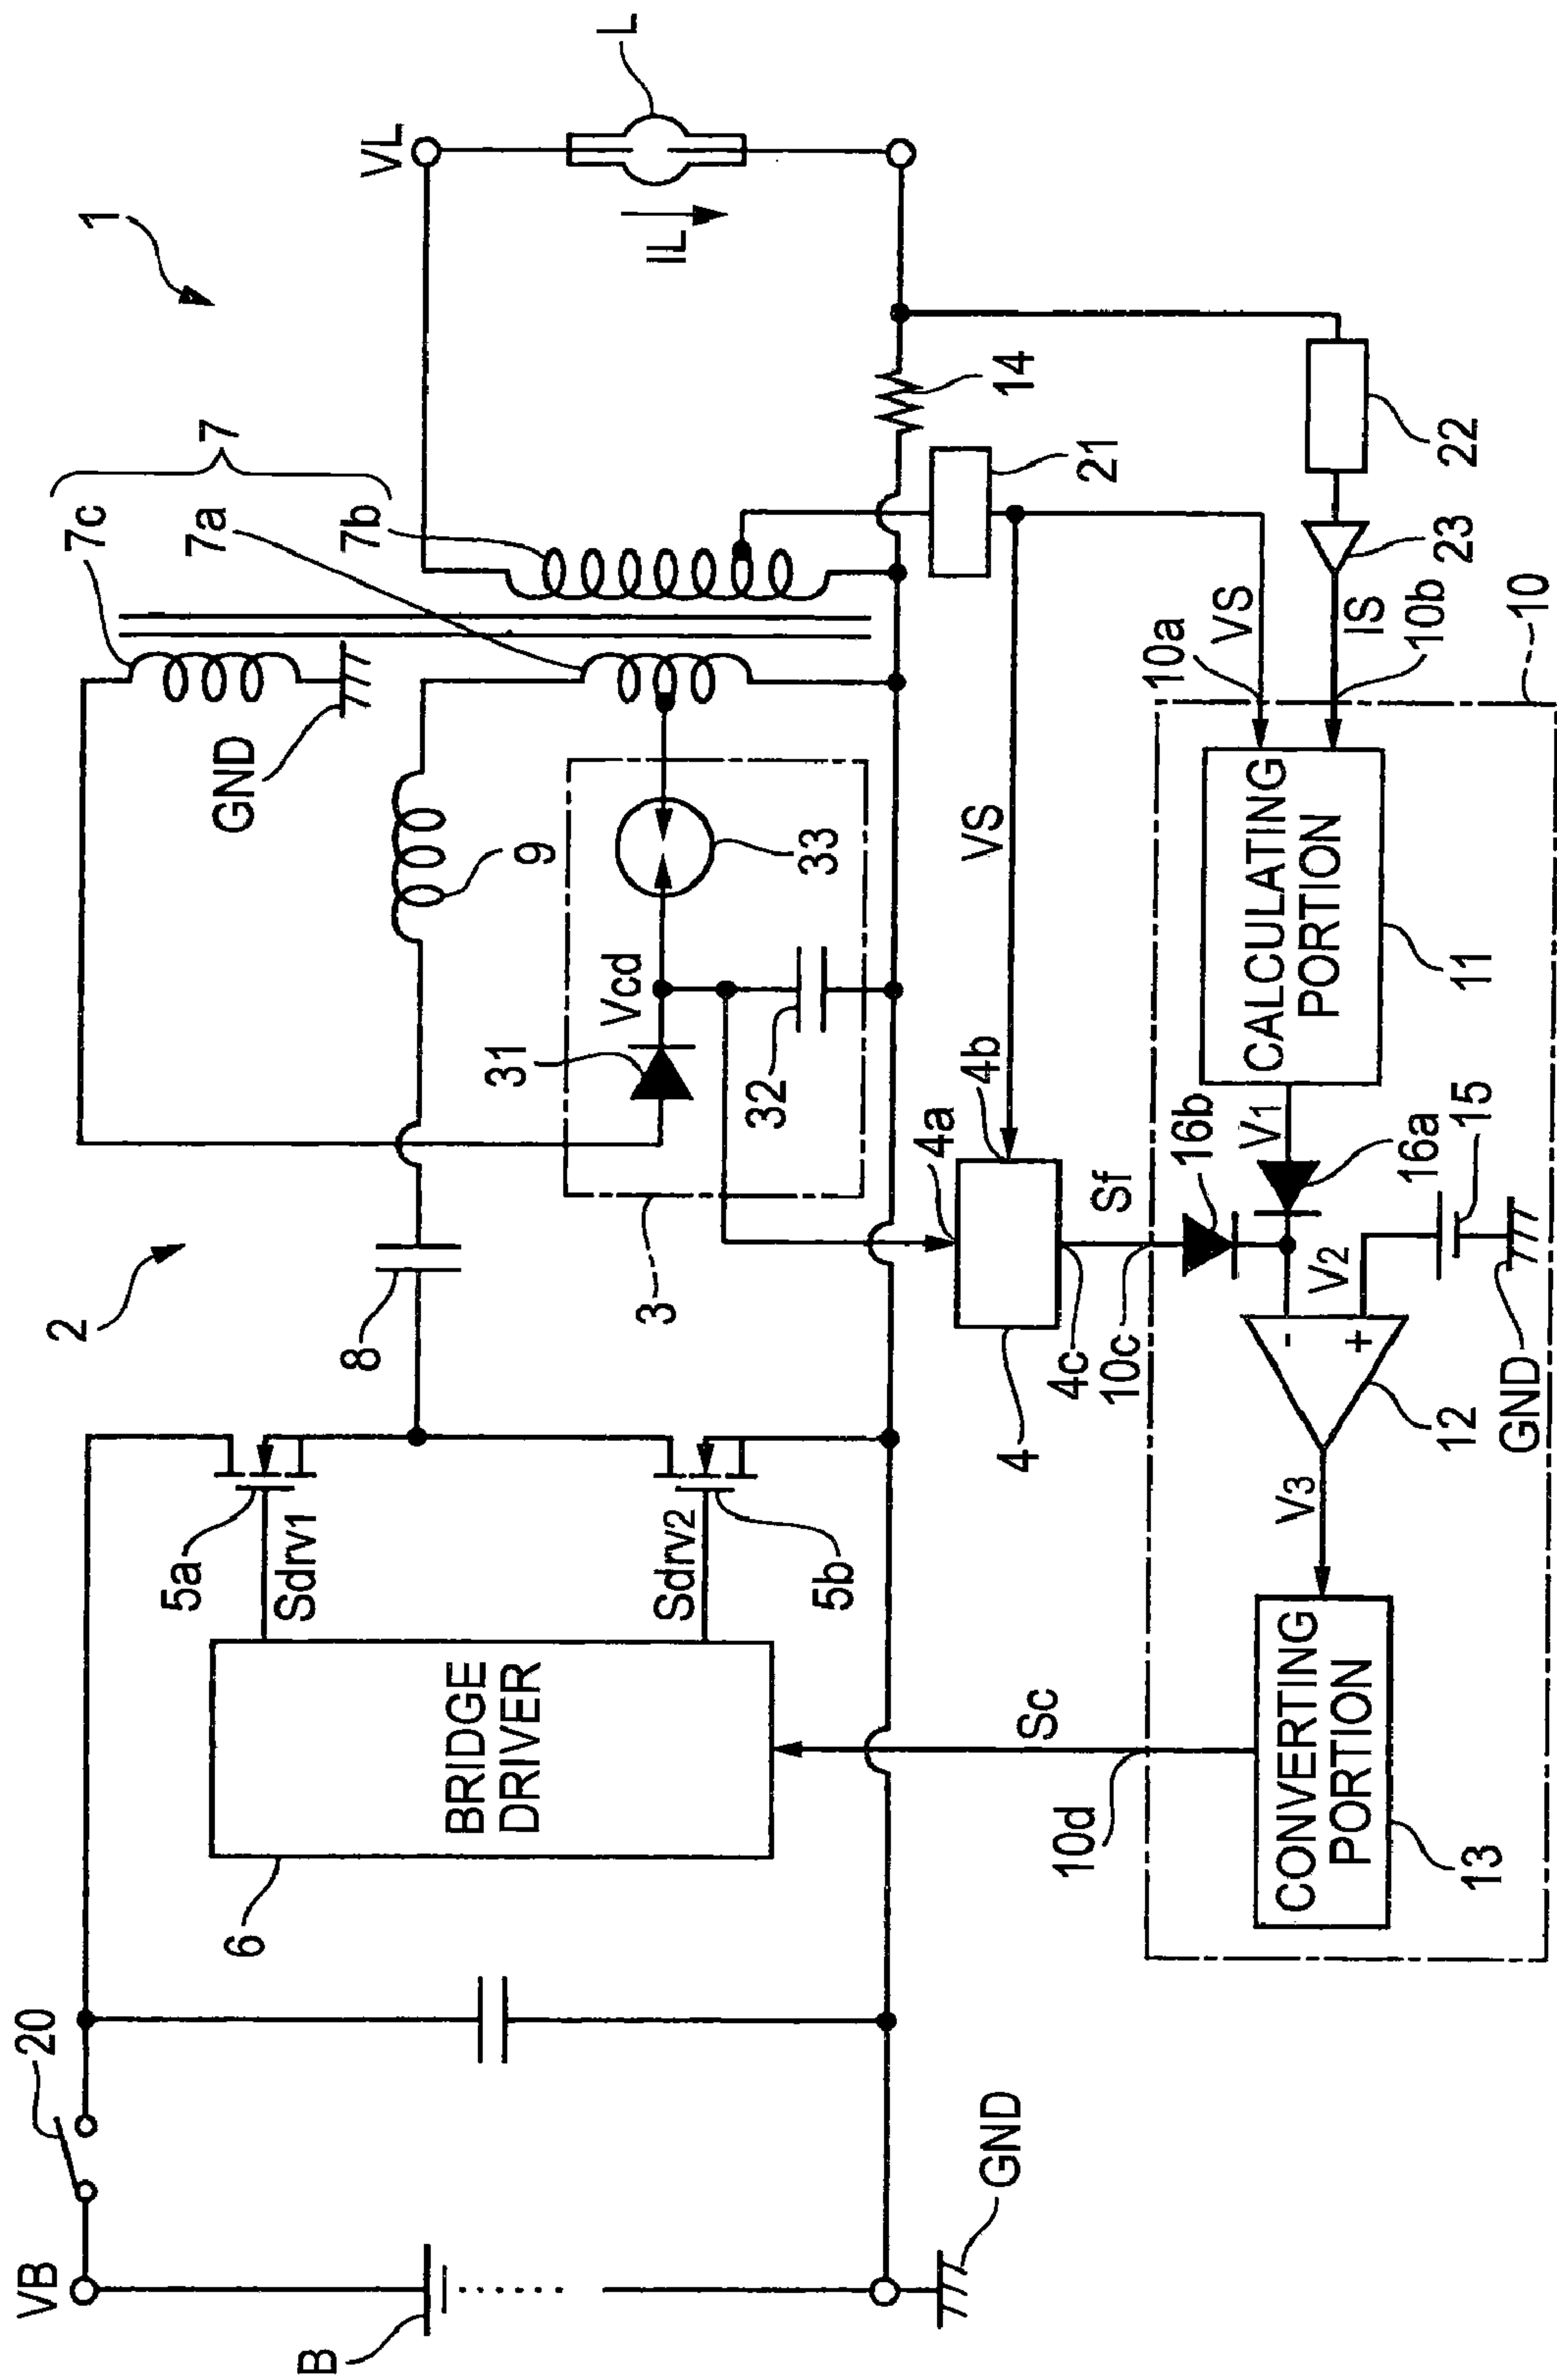 1
2
VB
20
B
GND
6
BRIDGE
DRIVER
5a
Sdrv1
Sdrv2
5b
8
9
7
7c
7a
7b
GND
VL
L
IL
14
21
22
23
3
31
32
33
Vcd
4
4a
4b
4c
VS
VS
IS
Sf
Sc
10
10a
10b
10c
10d
CALCULATING
PORTION
11
V1
16a
16b
15
V2
GND
-
+
12
V3
CONVERTING
PORTION
13